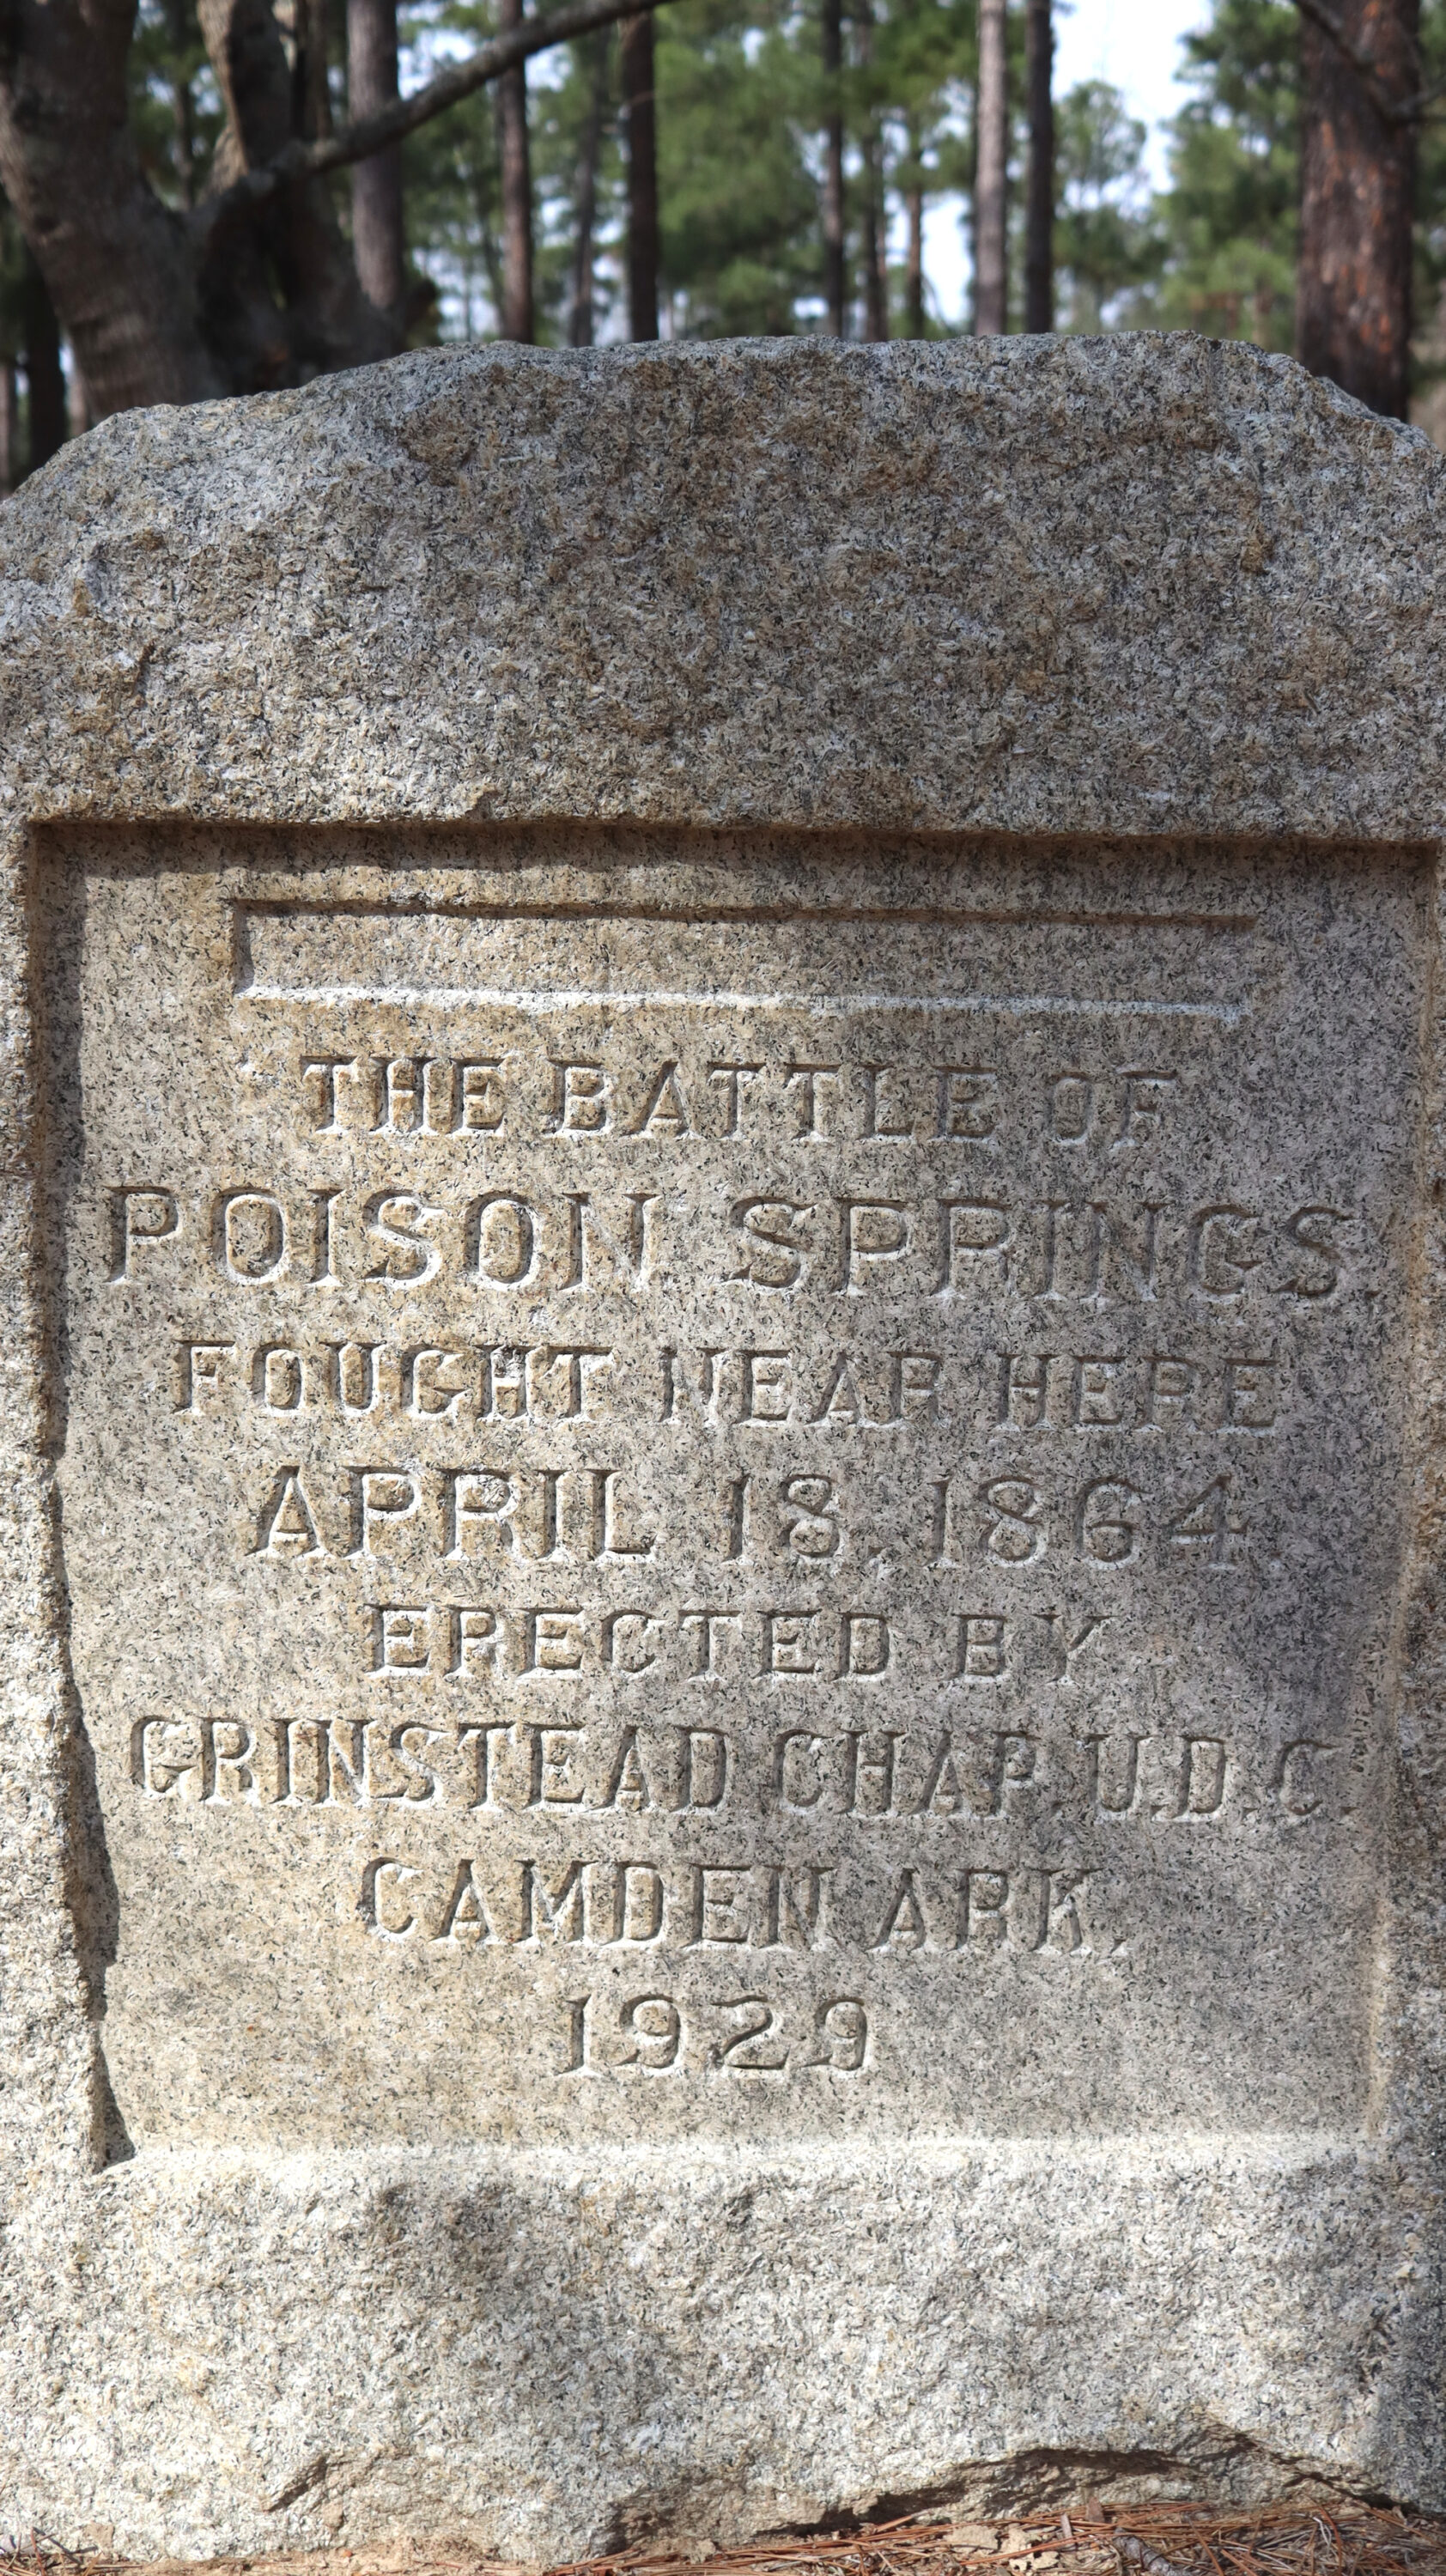 THE BATTLE OF
POISON SPRINGS.
FOUGHT NEAR HERE
APRIL 18, 1864
ERECTED BY
GRINSTEAD CHAP. U.D.C.
CAMDEN ARK.
1929